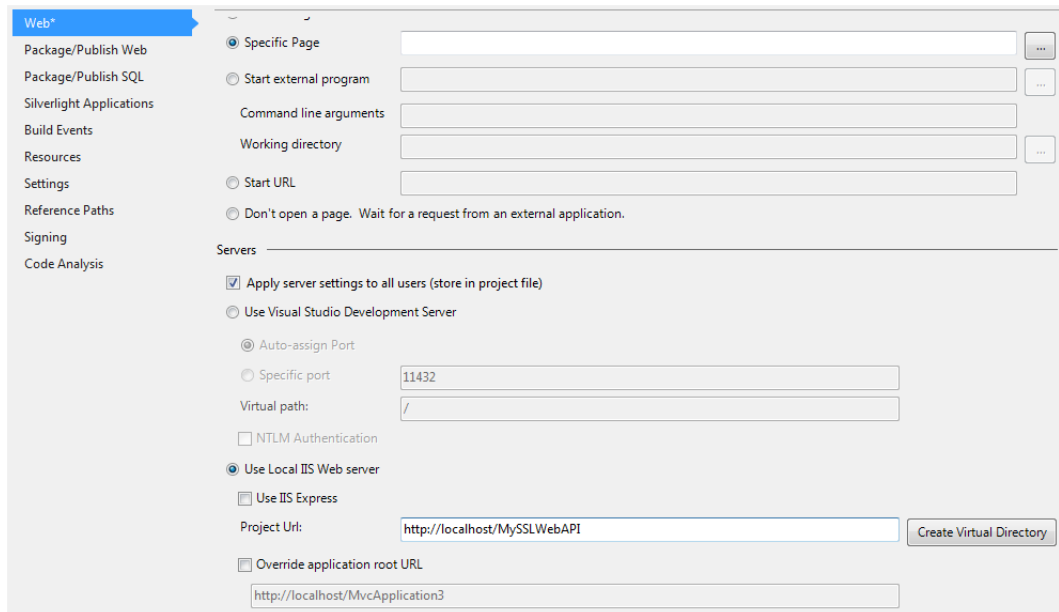 Web*
Package/Publish Web
Package/Publish SQL
Silverlight Applications
Build Events
Resources
Settings
Reference Paths
Signing
Code Analysis
Specific Page
...
Start external program
...
Command line arguments
Working directory
...
Start URL
Don't open a page. Wait for a request from an external application.
Servers
Apply server settings to all users (store in project file)
Use Visual Studio Development Server
Auto-assign Port
Specific port 11432
Virtual path: /
NTLM Authentication
Use Local IIS Web server
Use IIS Express
Project Url: http://localhost/MySSLWebAPI Create Virtual Directory
Override application root URL
http://localhost/MvcApplication3